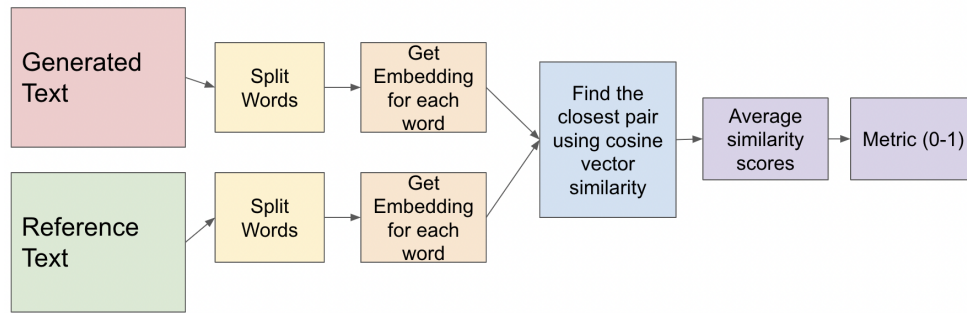 Generated
Text
Split
Words
Get
Embedding
for each
word
Reference
Text
Split
Words
Get
Embedding
for each
word
Find the
closest pair
using cosine
vector
similarity
Average
similarity
scores
Metric (0-1)